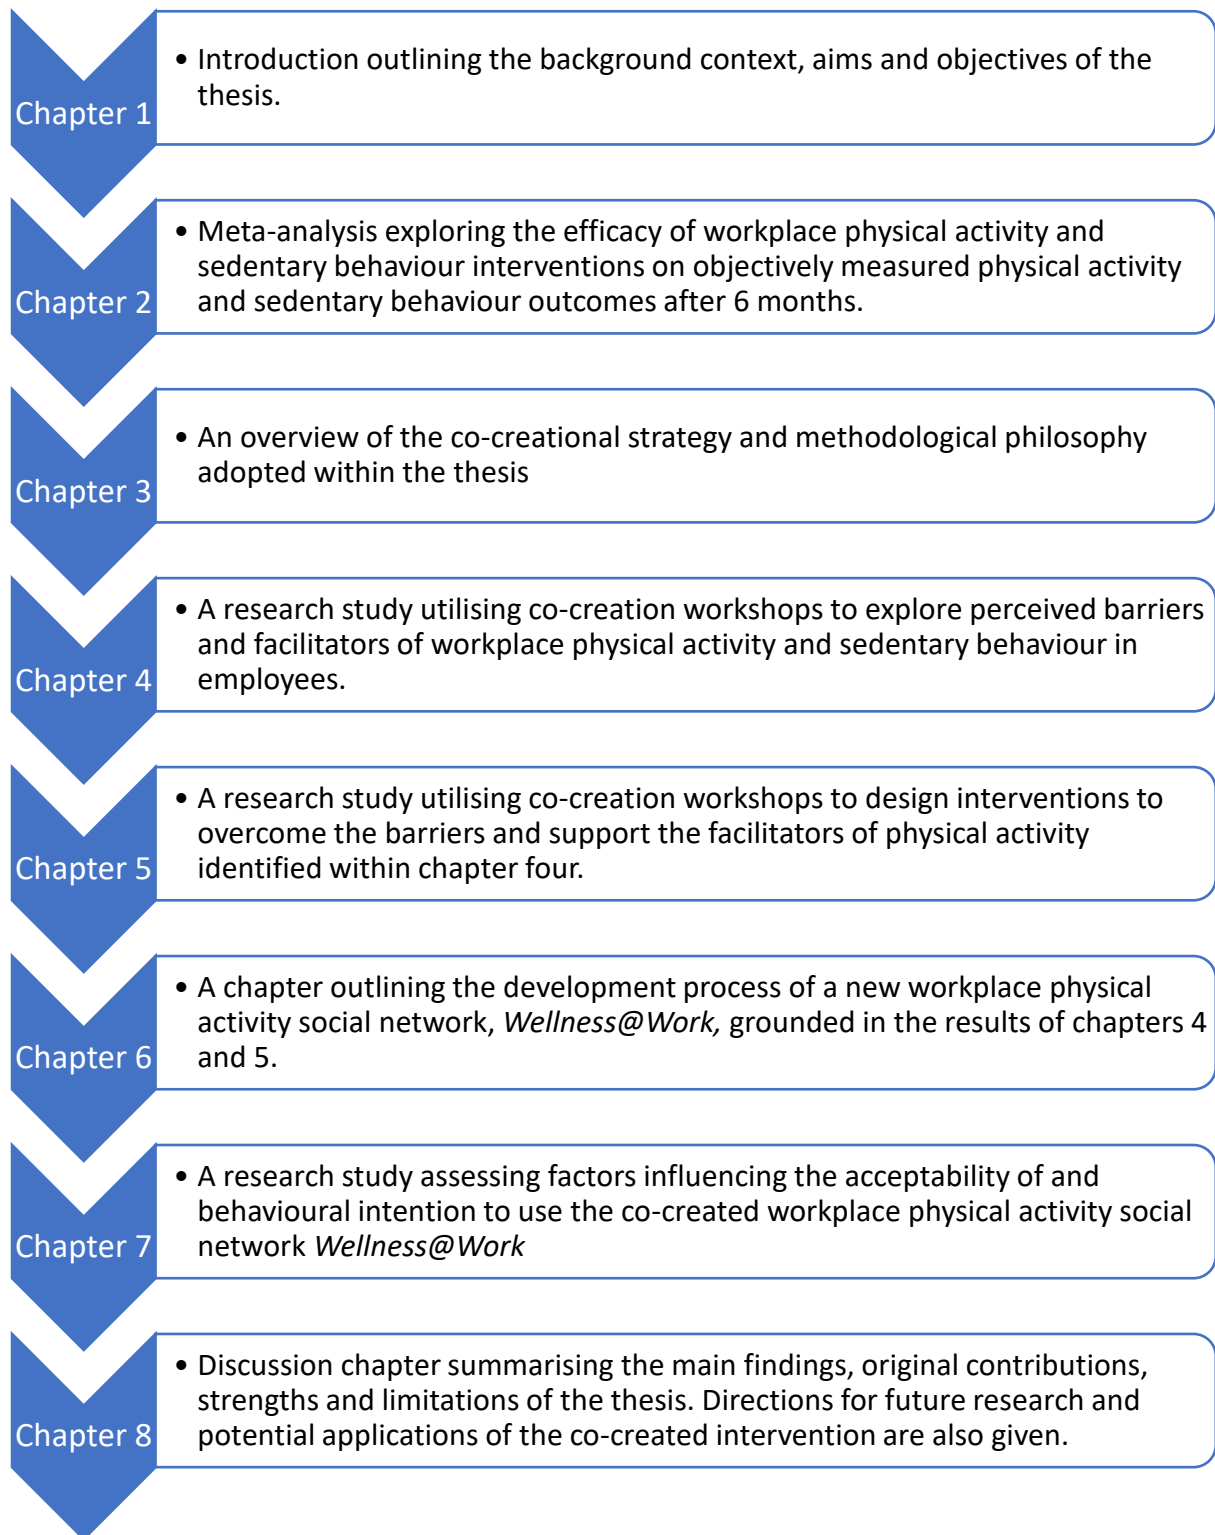 Chapter 1
• Introduction outlining the background context, aims and objectives of the
thesis.
Chapter 2
• Meta-analysis exploring the efficacy of workplace physical activity and
sedentary behaviour interventions on objectively measured physical activity
and sedentary behaviour outcomes after 6 months.
Chapter 3
• An overview of the co-creational strategy and methodological philosophy
adopted within the thesis
Chapter 4
• A research study utilising co-creation workshops to explore perceived barriers
and facilitators of workplace physical activity and sedentary behaviour in
employees.
Chapter 5
• A research study utilising co-creation workshops to design interventions to
overcome the barriers and support the facilitators of physical activity
identified within chapter four.
Chapter 6
• A chapter outlining the development process of a new workplace physical
activity social network, Wellness@Work, grounded in the results of chapters 4
and 5.
Chapter 7
• A research study assessing factors influencing the acceptability of and
behavioural intention to use the co-created workplace physical activity social
network Wellness@Work
Chapter 8
• Discussion chapter summarising the main findings, original contributions,
strengths and limitations of the thesis. Directions for future research and
potential applications of the co-created intervention are also given.